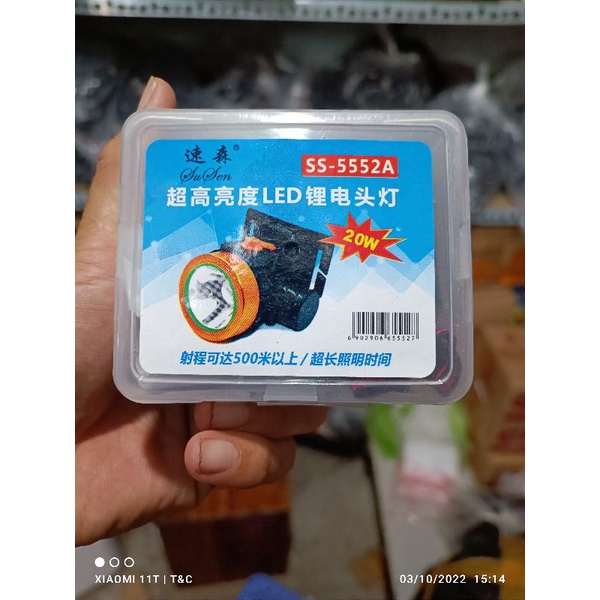 速森®
SuSen
SS-5552A
超高亮度LED锂电头灯
20W
6902906655527
射程可达500米以上/超长照明时间
XIAOMI 11T | T&C
03/10/2022 15:14